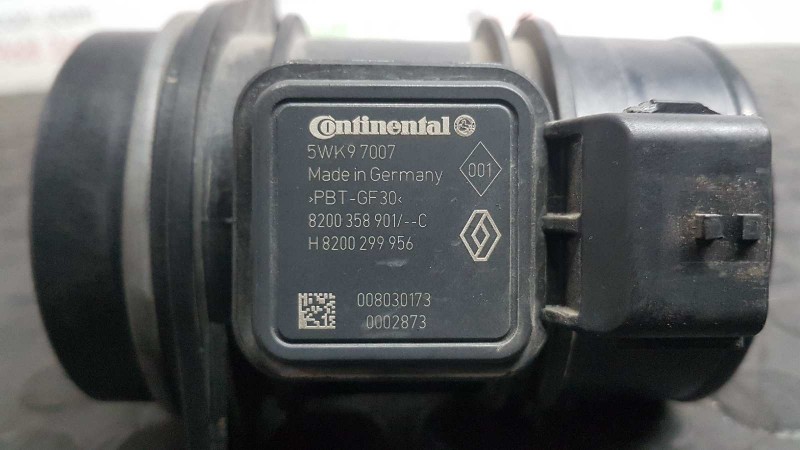 Continental
5WK9 7007
Made in Germany
001
>PBT-GF30<
8200 358 901/--C
H 8200 299 956
008030173
0002873